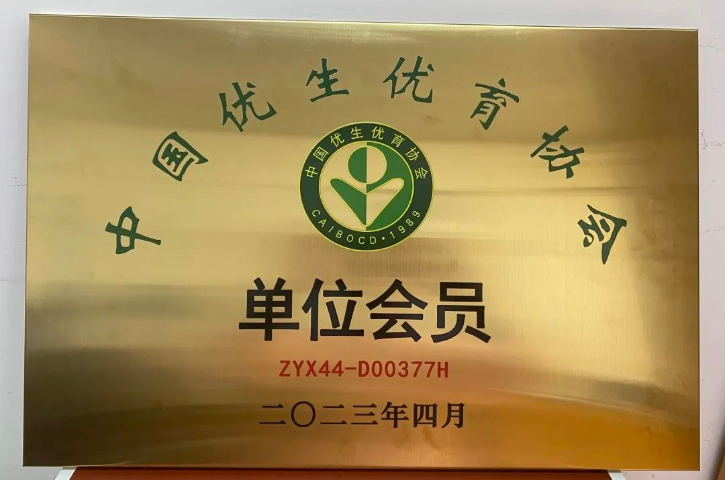 中国优生优育协会
中国优生优育协会
CAIBOCD·1989
单位会员
ZYX44-D00377H
二〇二三年四月